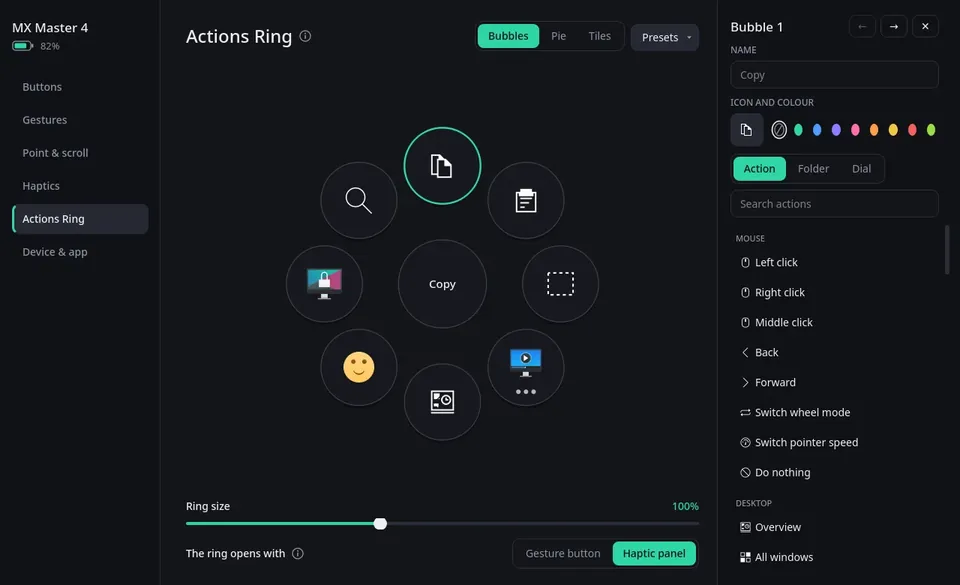 MX Master 4
82%
Buttons
Gestures
Point & scroll
Haptics
Actions Ring
Device & app
Actions Ring
Bubbles
Pie
Tiles
Presets
Copy
Ring size
100%
The ring opens with
Gesture button
Haptic panel
Bubble 1
NAME
Copy
ICON AND COLOUR
Action
Folder
Dial
Search actions
MOUSE
Left click
Right click
Middle click
Back
Forward
Switch wheel mode
Switch pointer speed
Do nothing
DESKTOP
Overview
All windows